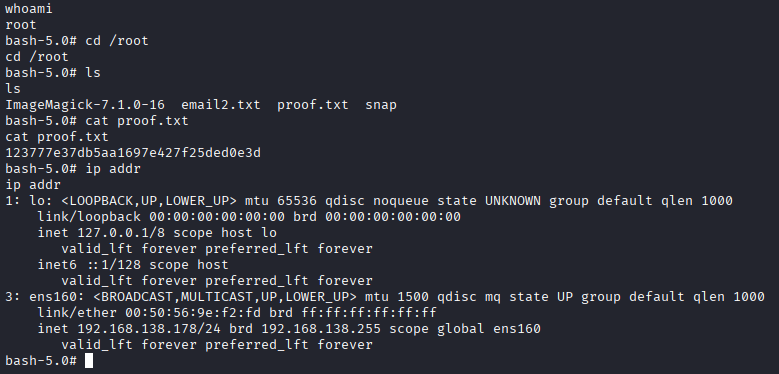 whoami
root
bash-5.0# cd /root
cd /root
bash-5.0# ls
ls
ImageMagick-7.1.0-16  email2.txt  proof.txt  snap
bash-5.0# cat proof.txt
cat proof.txt
123777e37db5aa1697e427f25ded0e3d
bash-5.0# ip addr
ip addr
1: lo: <LOOPBACK,UP,LOWER_UP> mtu 65536 qdisc noqueue state UNKNOWN group default qlen 1000
    link/loopback 00:00:00:00:00:00 brd 00:00:00:00:00:00
    inet 127.0.0.1/8 scope host lo
       valid_lft forever preferred_lft forever
    inet6 ::1/128 scope host
       valid_lft forever preferred_lft forever
3: ens160: <BROADCAST,MULTICAST,UP,LOWER_UP> mtu 1500 qdisc mq state UP group default qlen 1000
    link/ether 00:50:56:9e:f2:fd brd ff:ff:ff:ff:ff:ff
    inet 192.168.138.178/24 brd 192.168.138.255 scope global ens160
       valid_lft forever preferred_lft forever
bash-5.0#